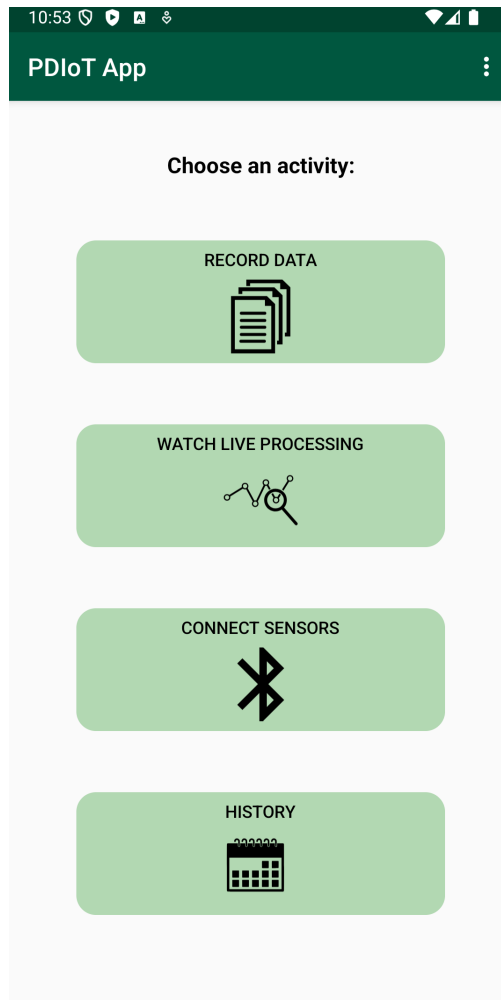 10:53
PDIoT App
Choose an activity:
RECORD DATA
WATCH LIVE PROCESSING
CONNECT SENSORS
HISTORY